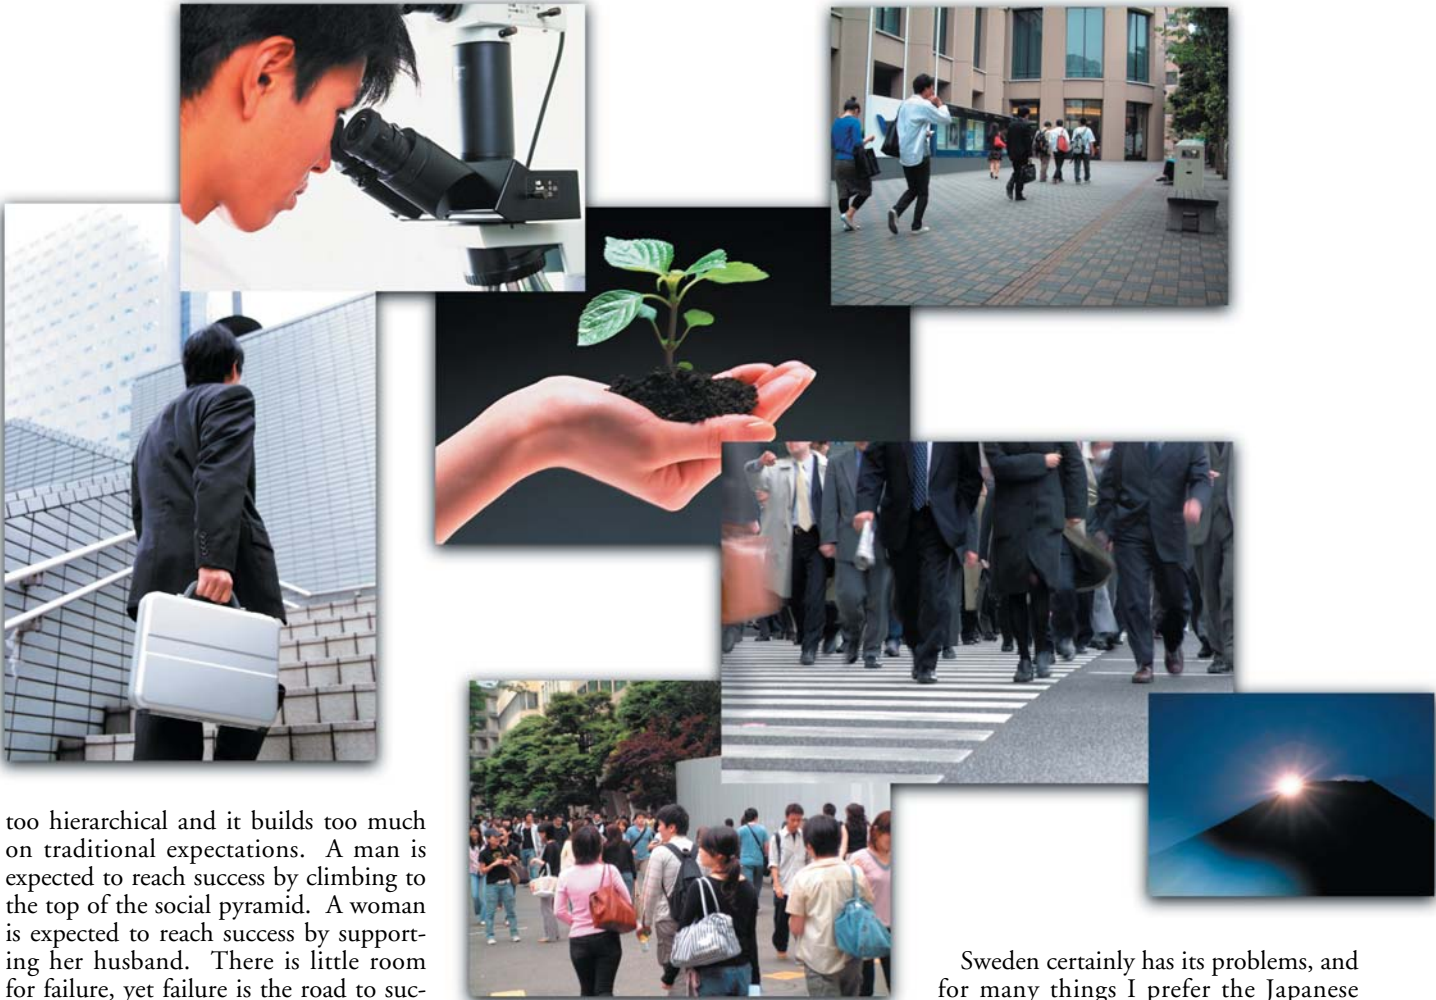 too hierarchical and it builds too much
on traditional expectations. A man is
expected to reach success by climbing to
the top of the social pyramid. A woman
is expected to reach success by support-
ing her husband. There is little room
for failure, yet failure is the road to suc-
Sweden certainly has its problems, and
for many things I prefer the Japanese